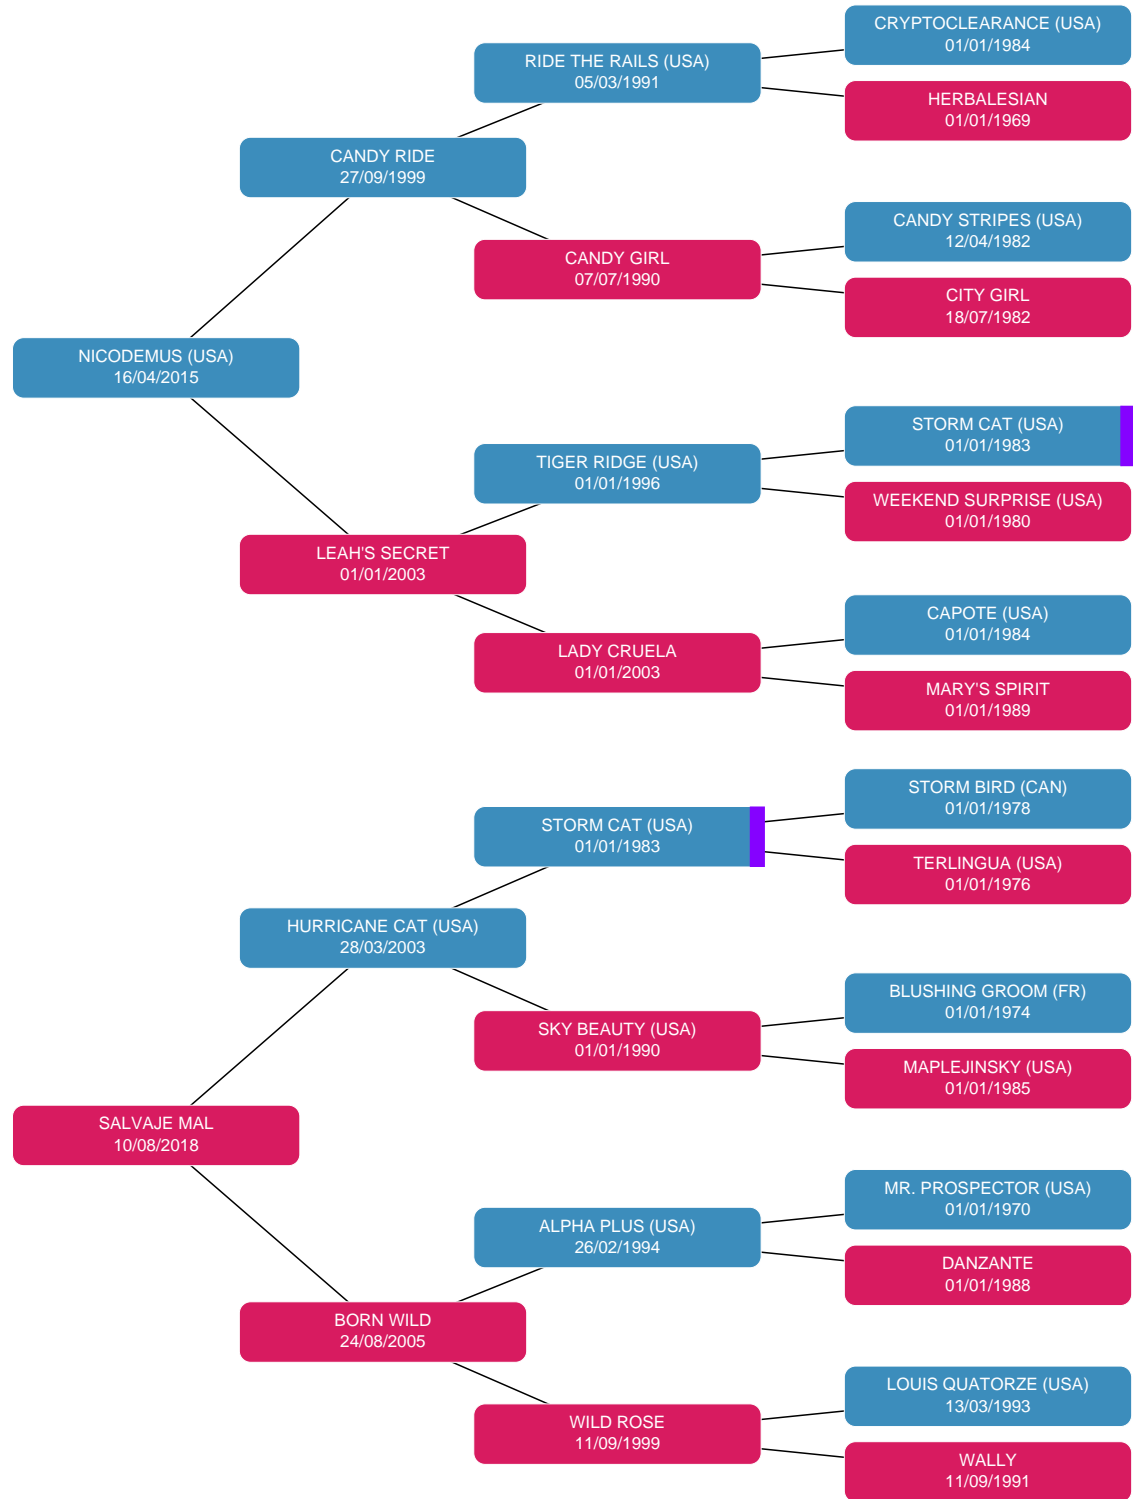 CRYPTOCLEARANCE (USA)
01/01/1984
RIDE THE RAILS (USA)
05/03/1991
HERBALESIAN
01/01/1969
CANDY RIDE
27/09/1999
CANDY STRIPES (USA)
12/04/1982
CANDY GIRL
07/07/1990
CITY GIRL
18/07/1982
NICODEMUS (USA)
16/04/2015
STORM CAT (USA)
01/01/1983
TIGER RIDGE (USA)
01/01/1996
WEEKEND SURPRISE (USA)
01/01/1980
LEAH'S SECRET
01/01/2003
CAPOTE (USA)
01/01/1984
LADY CRUELA
01/01/2003
MARY'S SPIRIT
01/01/1989
STORM BIRD (CAN)
01/01/1978
STORM CAT (USA)
01/01/1983
TERLINGUA (USA)
01/01/1976
HURRICANE CAT (USA)
28/03/2003
BLUSHING GROOM (FR)
01/01/1974
SKY BEAUTY (USA)
01/01/1990
MAPLEJINSKY (USA)
01/01/1985
SALVAJE MAL
10/08/2018
MR. PROSPECTOR (USA)
01/01/1970
ALPHA PLUS (USA)
26/02/1994
DANZANTE
01/01/1988
BORN WILD
24/08/2005
LOUIS QUATORZE (USA)
13/03/1993
WILD ROSE
11/09/1999
WALLY
11/09/1991